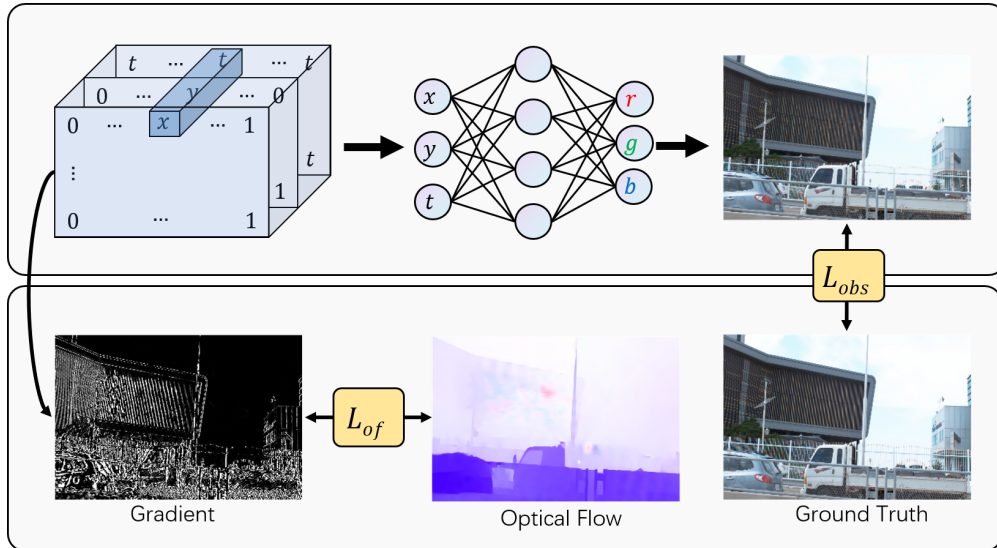 t ... t ... t
0 ... y ... 0
0 ... x ... 1
⋮
t
1
0 ... 1
x
y
t
r
g
b
L_obs
L_of
Gradient
Optical Flow
Ground Truth